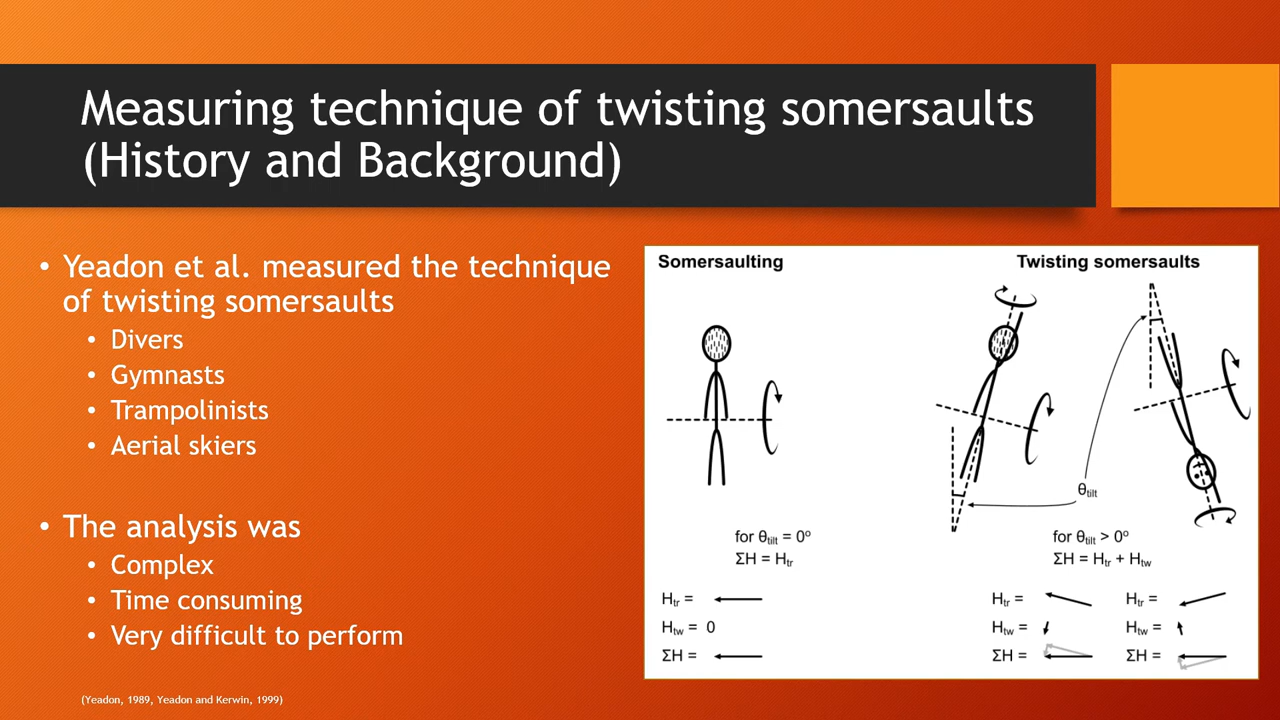 Measuring technique of twisting somersaults
(History and Background)
• Yeadon et al. measured the technique
of twisting somersaults
• Divers
• Gymnasts
• Trampolinists
• Aerial skiers
• The analysis was
• Complex
• Time consuming
• Very difficult to perform
(Yeadon, 1989, Yeadon and Kerwin, 1999)
Somersaulting
for θtilt = 0º
ΣH = Htr
Htr =
Htw = 0
ΣH =
Twisting somersaults
θtilt
for θtilt > 0º
ΣH = Htr + Htw
Htr = Htr =
Htw = Htw =
ΣH = ΣH =